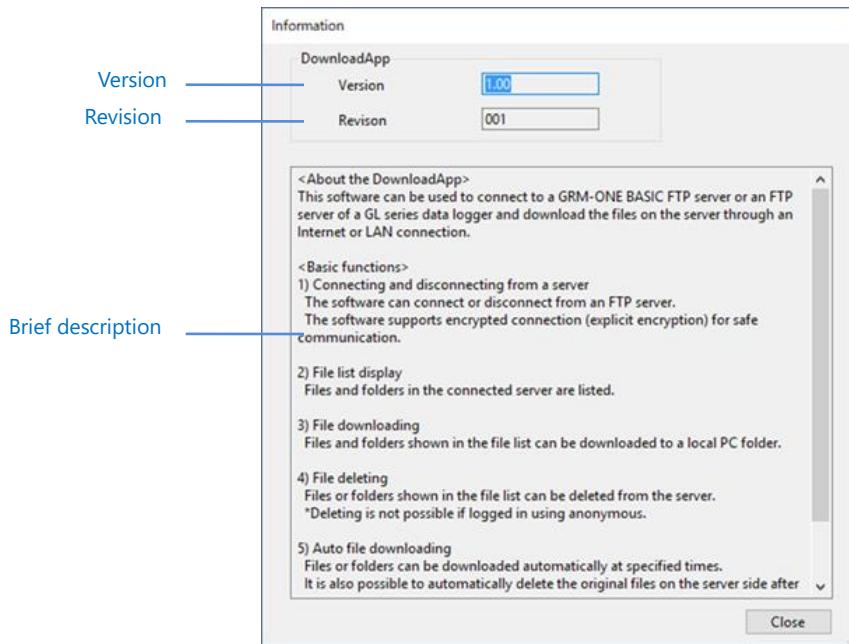 Information
DownloadApp
Version
Version
1.00
Revision
Revison
001
<About the DownloadApp>
This software can be used to connect to a GRM-ONE BASIC FTP server or an FTP
server of a GL series data logger and download the files on the server through an
Internet or LAN connection.
<Basic functions>
1) Connecting and disconnecting from a server
The software can connect or disconnect from an FTP server.
The software supports encrypted connection (explicit encryption) for safe
communication.
Brief description
2) File list display
Files and folders in the connected server are listed.
3) File downloading
Files and folders shown in the file list can be downloaded to a local PC folder.
4) File deleting
Files or folders shown in the file list can be deleted from the server.
*Deleting is not possible if logged in using anonymous.
5) Auto file downloading
Files or folders can be downloaded automatically at specified times.
It is also possible to automatically delete the original files on the server side after
Close